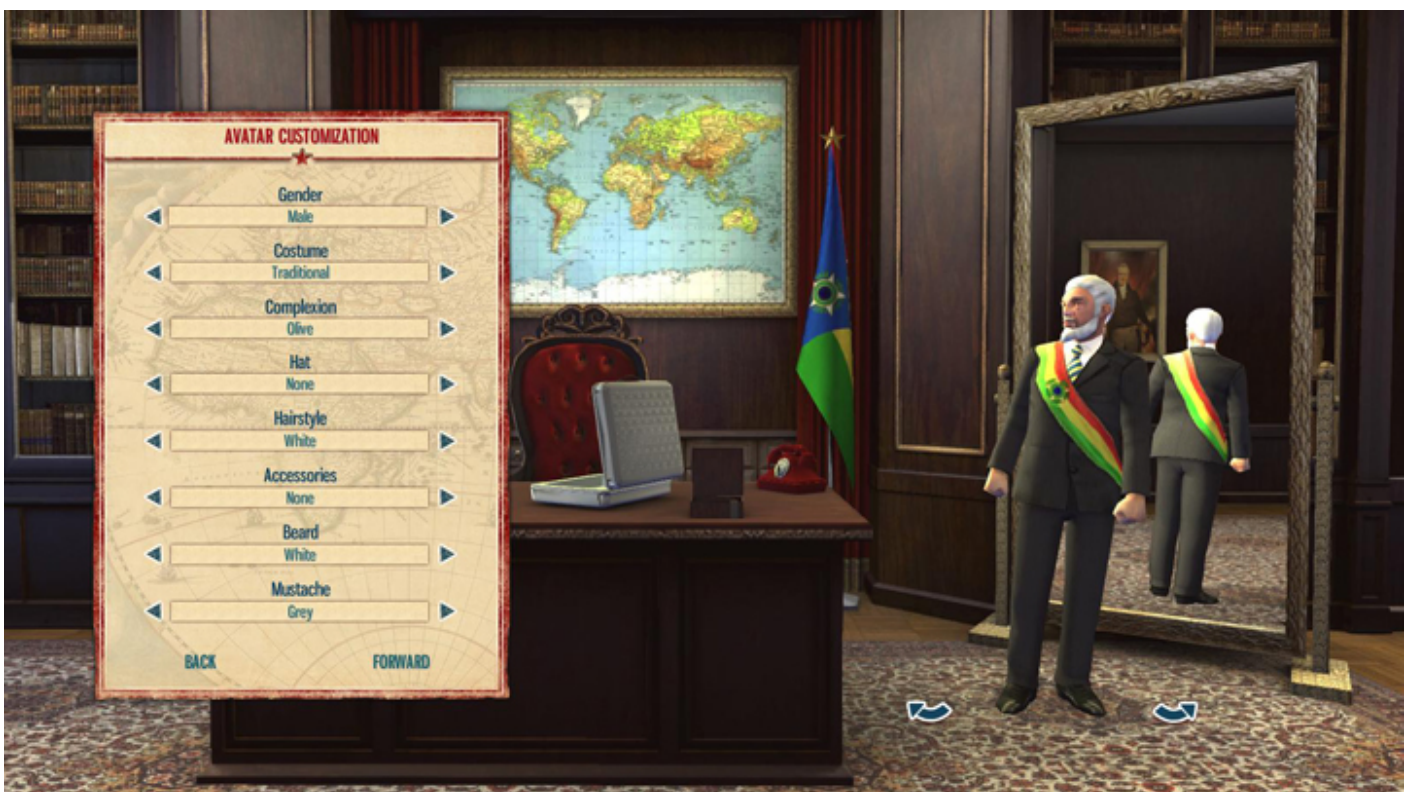 AVATAR CUSTOMIZATION
Gender
Male
Costume
Traditional
Complexion
Olive
Hat
None
Hairstyle
White
Accessories
None
Beard
White
Mustache
Grey
BACK FORWARD